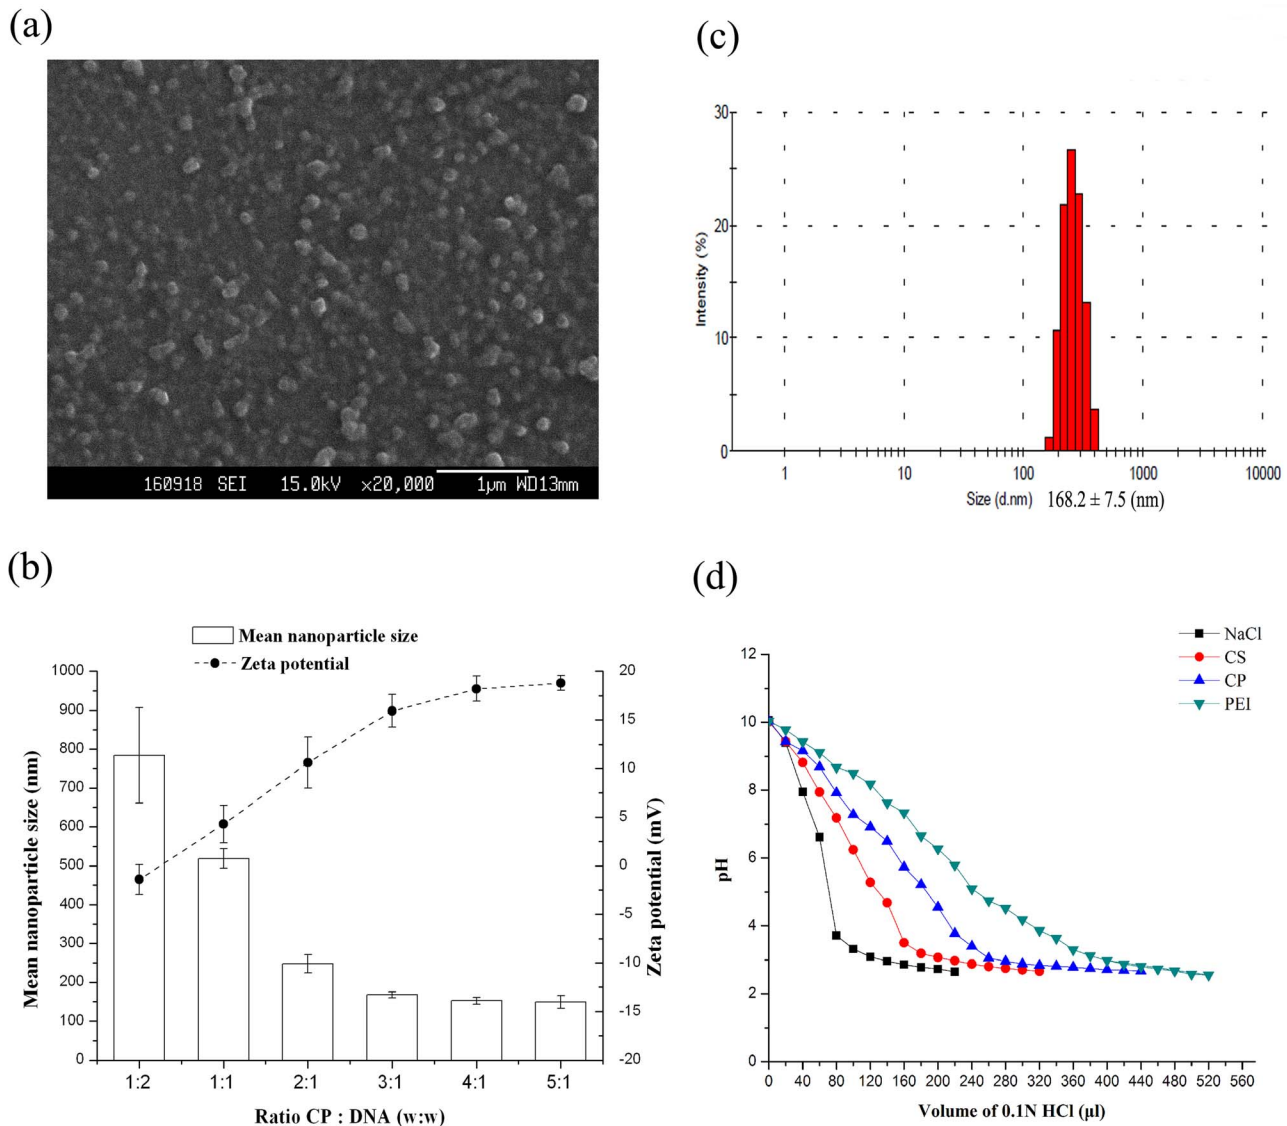 (a)
160918 SEI 15.0kV x20,000 1µm WD13mm
(c)
30
20
10
0
Intensity (%)
1 10 100 1000 10000
Size (d.nm) 168.2 ± 7.5 (nm)
(b)
Mean nanoparticle size
Zeta potential
1000
900
800
700
600
500
400
300
200
100
0
Mean nanoparticle size (nm)
20
15
10
5
0
-5
-10
-15
-20
Zeta potential (mV)
1:2 1:1 2:1 3:1 4:1 5:1
Ratio CP : DNA (w:w)
(d)
NaCl
CS
CP
PEI
12
10
8
6
4
2
0
pH
0 40 80 120 160 200 240 280 320 360 400 440 480 520 560
Volume of 0.1N HCl (µl)